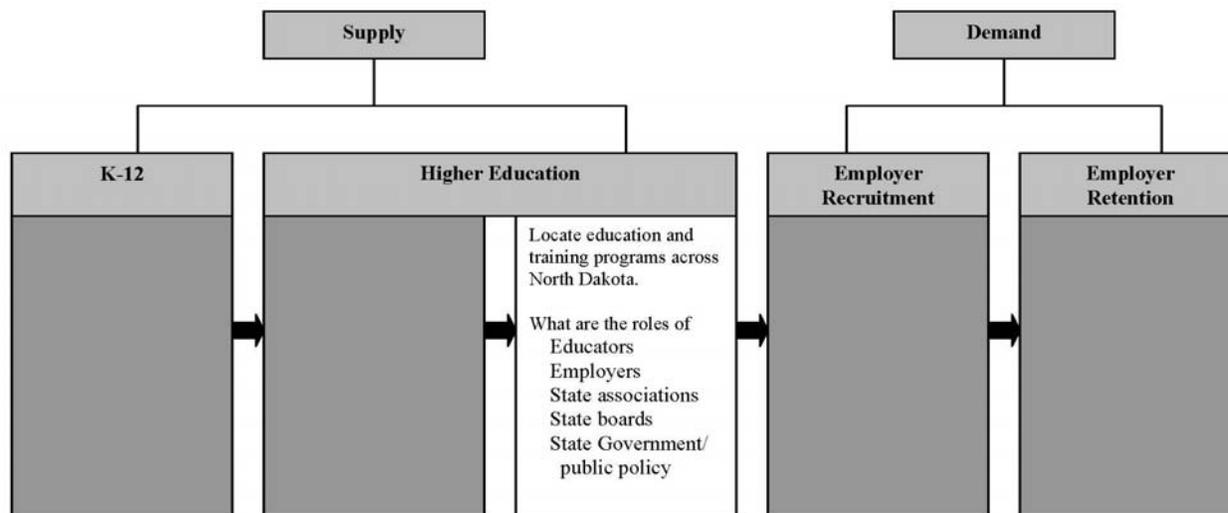 Supply
Demand
K-12
Higher Education
Employer
Recruitment
Employer
Retention
Locate education and
training programs across
North Dakota.
What are the roles of
Educators
Employers
State associations
State boards
State Government/
public policy